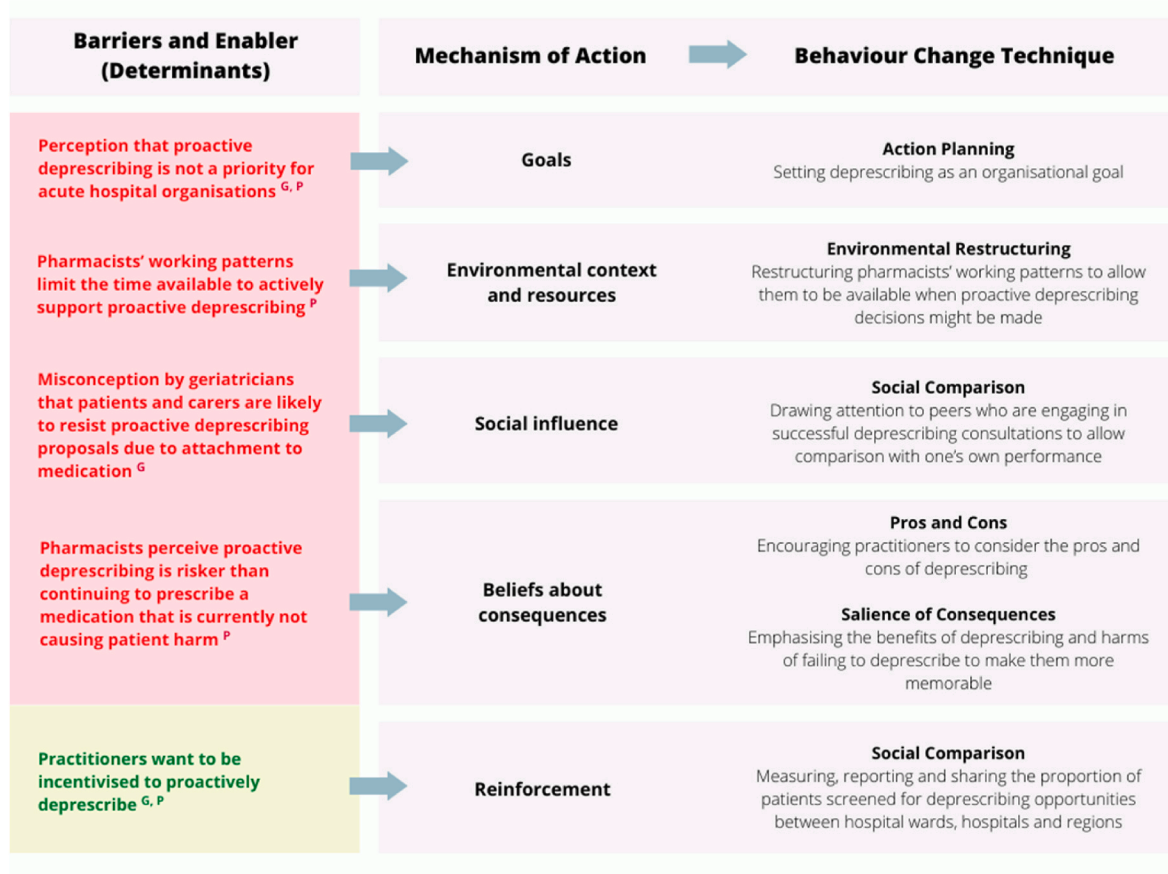 Barriers and Enabler
(Determinants)
Mechanism of Action
Behaviour Change Technique
Perception that proactive
deprescribing is not a priority for
acute hospital organisations G, P
Goals
Action Planning
Setting deprescribing as an organisational goal
Pharmacists’ working patterns
limit the time available to actively
support proactive deprescribing P
Environmental context
and resources
Environmental Restructuring
Restructuring pharmacists’ working patterns to allow
them to be available when proactive deprescribing
decisions might be made
Misconception by geriatricians
that patients and carers are likely
to resist proactive deprescribing
proposals due to attachment to
medication G
Social influence
Social Comparison
Drawing attention to peers who are engaging in
successful deprescribing consultations to allow
comparison with one’s own performance
Pharmacists perceive proactive
deprescribing is risker than
continuing to prescribe a
medication that is currently not
causing patient harm P
Beliefs about
consequences
Pros and Cons
Encouraging practitioners to consider the pros and
cons of deprescribing
Salience of Consequences
Emphasising the benefits of deprescribing and harms
of failing to deprescribe to make them more
memorable
Practitioners want to be
incentivised to proactively
deprescribe G, P
Reinforcement
Social Comparison
Measuring, reporting and sharing the proportion of
patients screened for deprescribing opportunities
between hospital wards, hospitals and regions